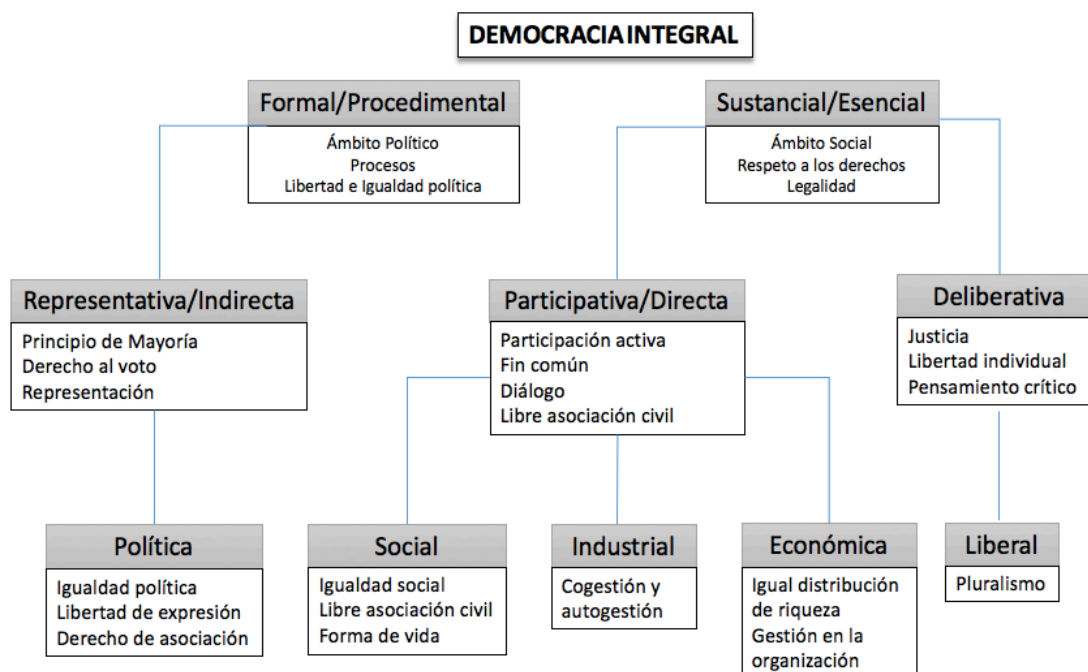 DEMOCRACIA INTEGRAL
Formal/Procedimental
Ámbito Político
Procesos
Libertad e Igualdad política
Sustancial/Esencial
Ámbito Social
Respeto a los derechos
Legalidad
Representativa/Indirecta
Principio de Mayoría
Derecho al voto
Representación
Participativa/Directa
Participación activa
Fin común
Diálogo
Libre asociación civil
Deliberativa
Justicia
Libertad individual
Pensamiento crítico
Política
Igualdad política
Libertad de expresión
Derecho de asociación
Social
Igualdad social
Libre asociación civil
Forma de vida
Industrial
Cogestión y
autogestión
Económica
Igual distribución
de riqueza
Gestión en la
organización
Liberal
Pluralismo